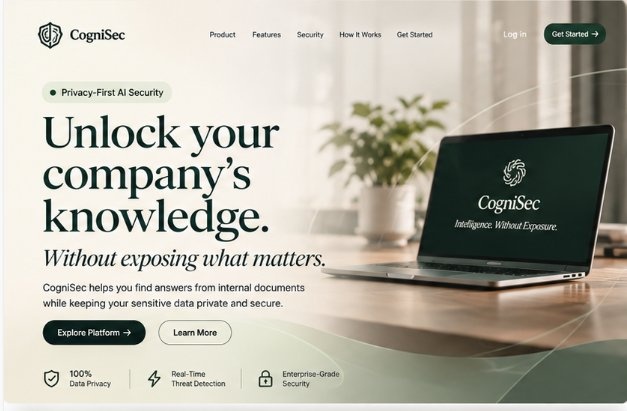 CogniSec
Product Features Security How It Works Get Started
Log in Get Started →
Privacy-First AI Security
Unlock your
company's
knowledge.
Without exposing what matters.
CogniSec helps you find answers from internal documents
while keeping your sensitive data private and secure.
Explore Platform → Learn More
100%
Data Privacy
Real-Time
Threat Detection
Enterprise-Grade
Security
CogniSec
Intelligence. Without Exposure.